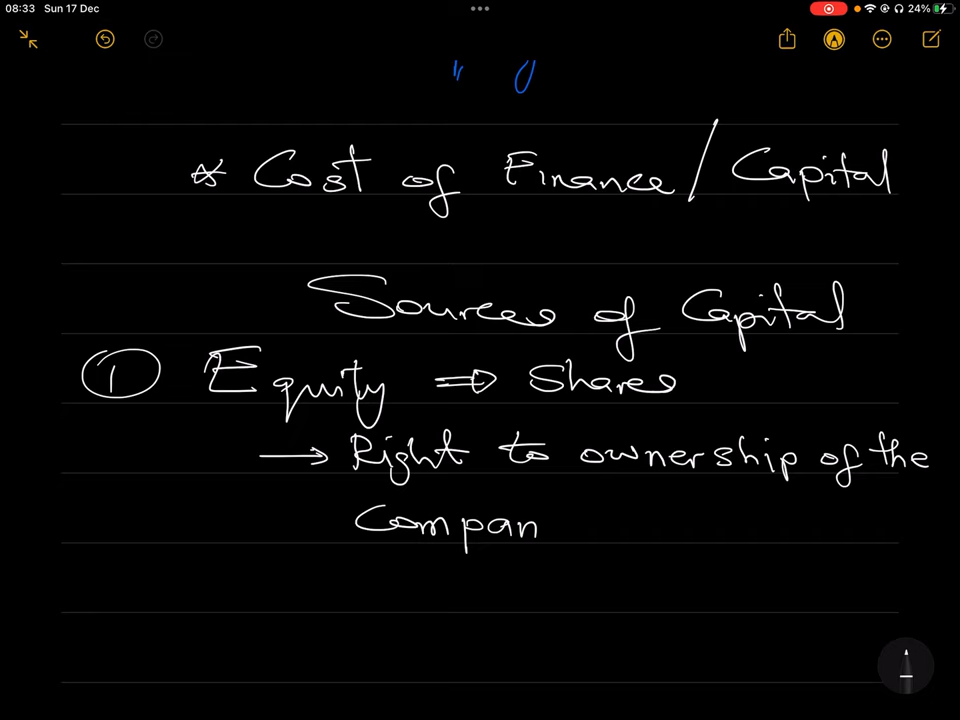 08:33 Sun 17 Dec 24%
* Cost of Finance / Capital
Sources of Capital
① Equity ⇒ Shares
→ Right to ownership of the
Compan